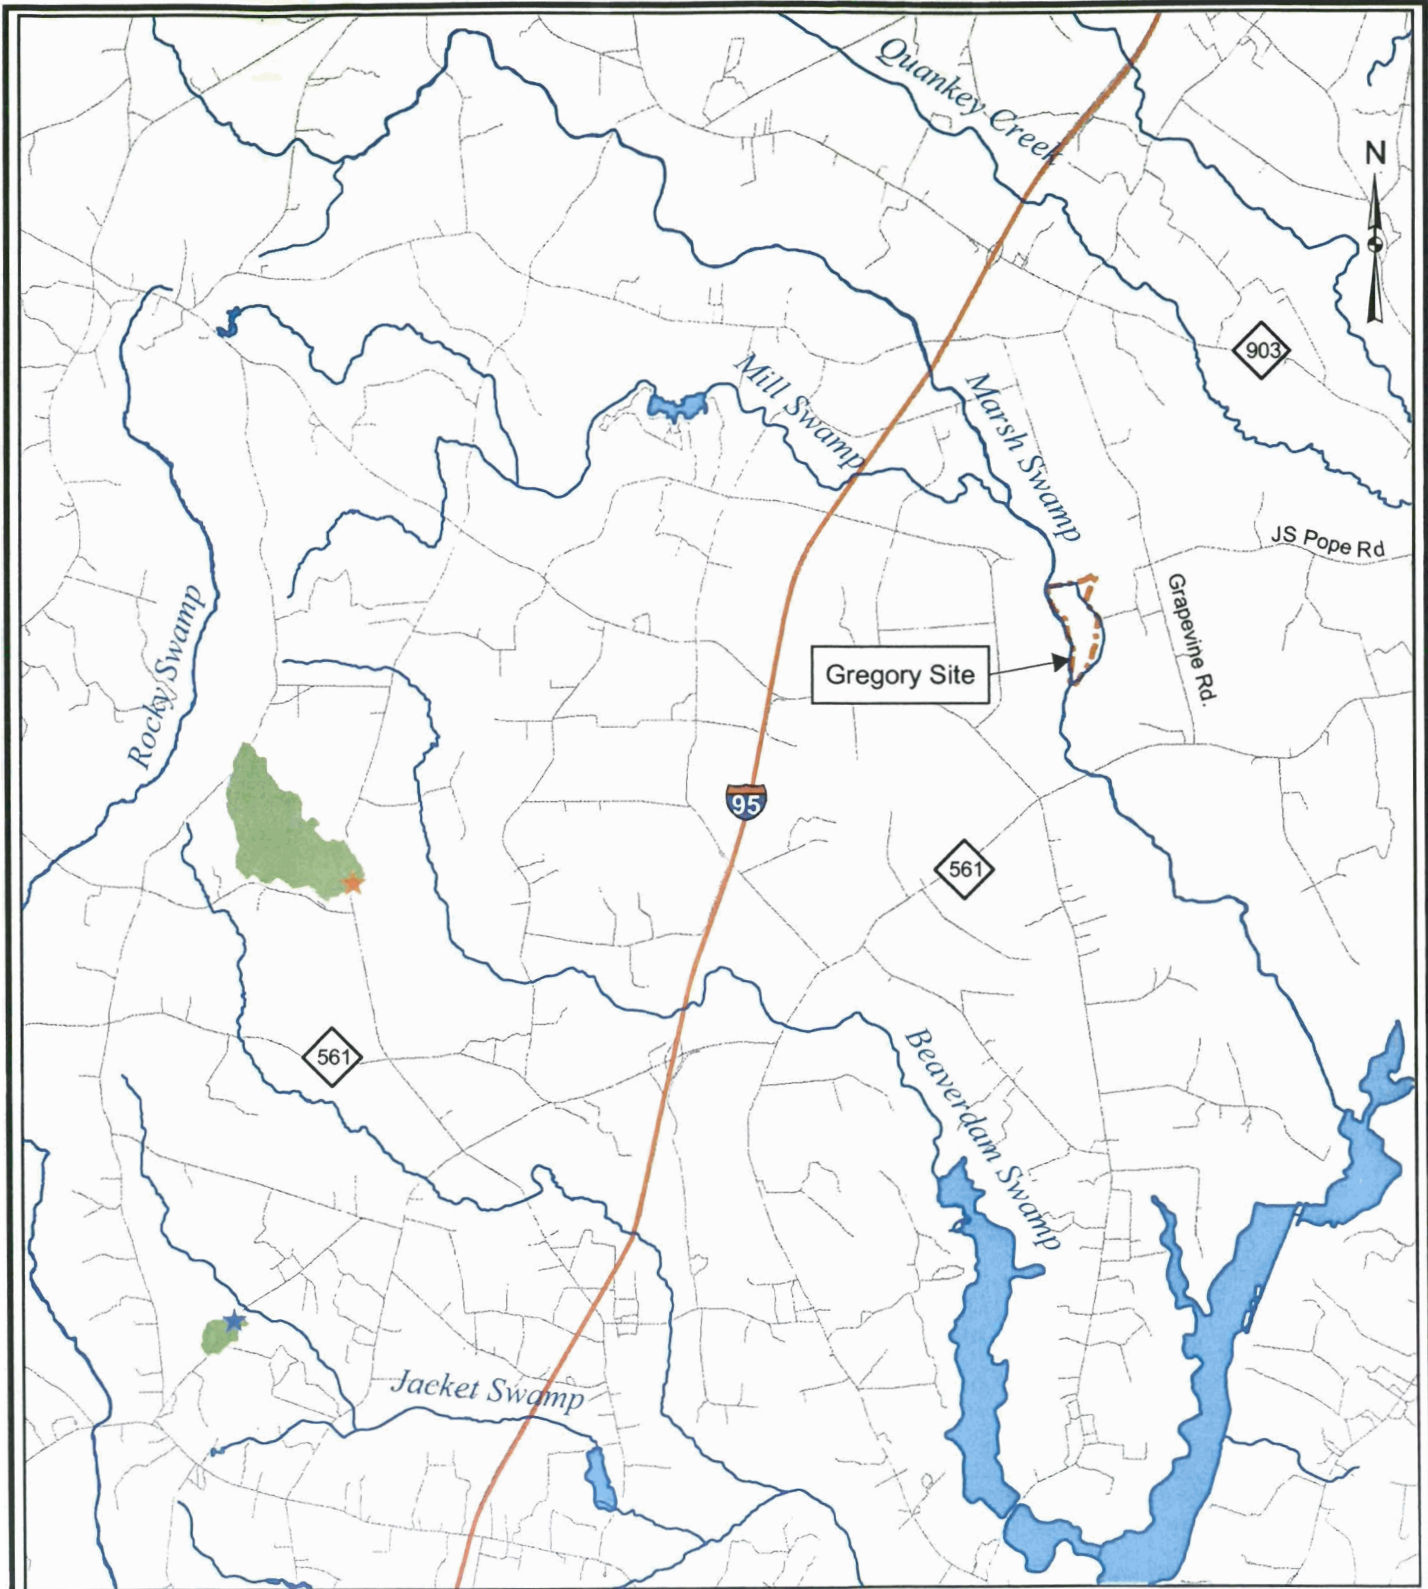 Quankey Creek
N
903
Mill Swamp
Marsh Swamp
JS Pope Rd
Grapevine Rd.
Rocky Swamp
Gregory Site
95
561
561
Beaverdam Swamp
Jacket Swamp